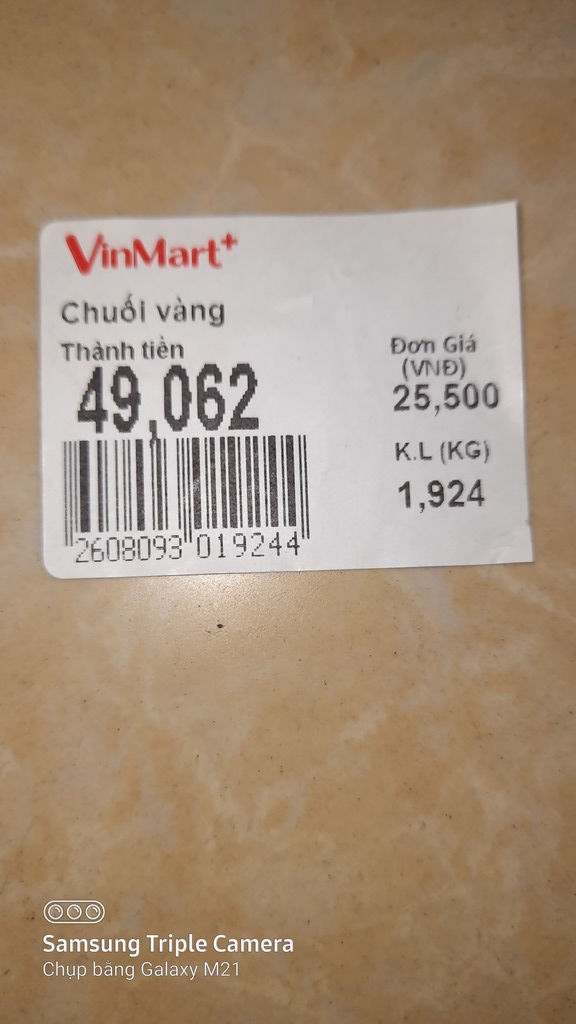 VinMart+
Chuối vàng
Thành tiền
49,062
Đơn Giá
(VNĐ)
25,500
K.L (KG)
1,924
2608093 019244
Samsung Triple Camera
Chụp bằng Galaxy M21